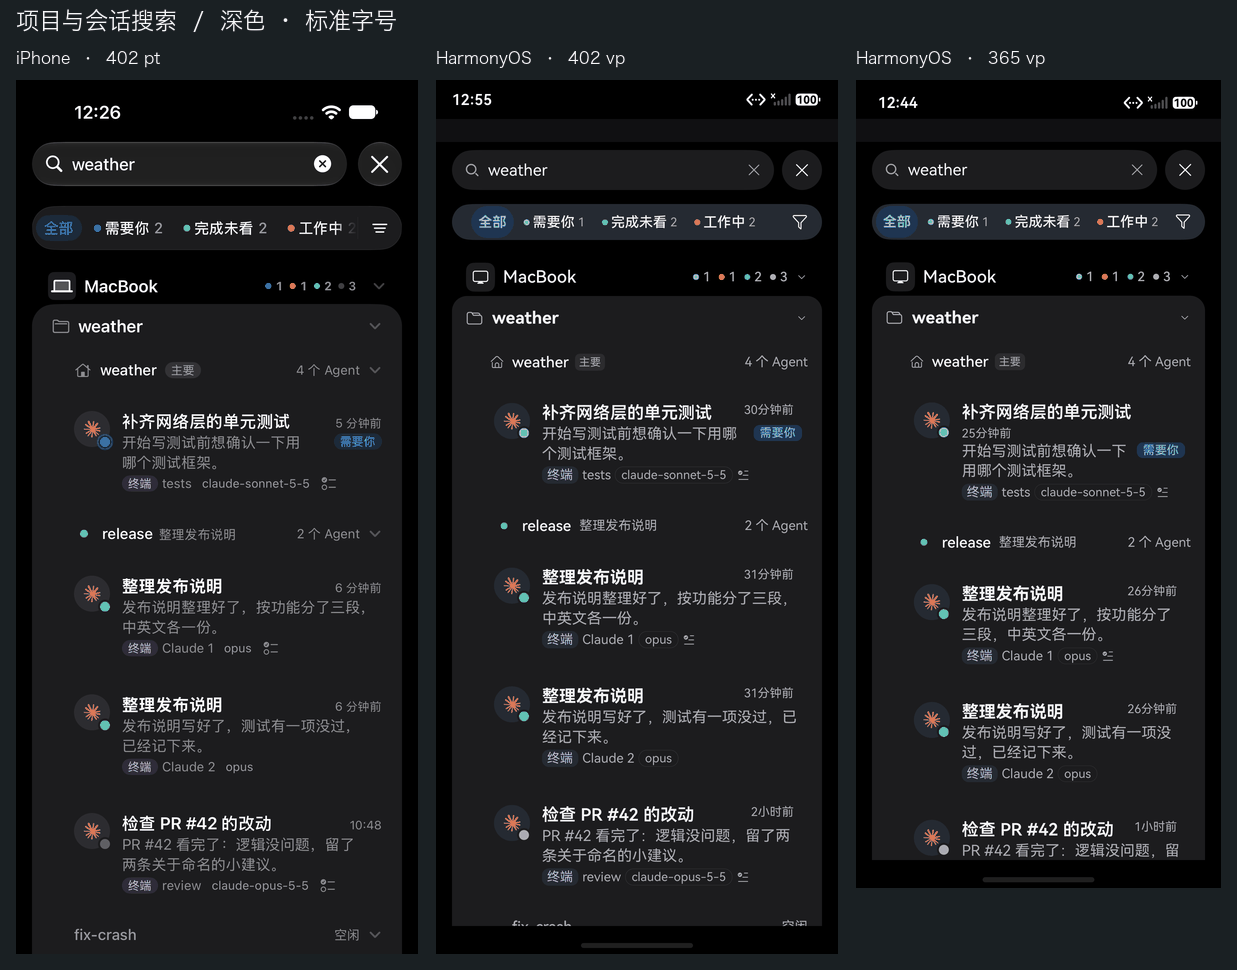 项目与会话搜索 / 深色 · 标准字号
iPhone · 402 pt
12:26
weather
全部 需要你 2 完成未看 2 工作中 2
MacBook 1 1 2 3
weather
weather 主要 4 个 Agent
补齐网络层的单元测试 5 分钟前
开始写测试前想确认一下用 需要你
哪个测试框架。
终端 tests claude-sonnet-5-5
release 整理发布说明 2 个 Agent
整理发布说明 6 分钟前
发布说明整理好了，按功能分了三段，
中英文各一份。
终端 Claude 1 opus
整理发布说明 6 分钟前
发布说明写好了，测试有一项没过，
已经记下来。
终端 Claude 2 opus
检查 PR #42 的改动 10:48
PR #42 看完了：逻辑没问题，留了
两条关于命名的小建议。
终端 review claude-opus-5-5
fix-crash 空闲
HarmonyOS · 402 vp
12:55 100
weather
全部 需要你 1 完成未看 2 工作中 2
MacBook 1 1 2 3
weather
weather 主要 4 个 Agent
补齐网络层的单元测试 30分钟前
开始写测试前想确认一下用哪 需要你
个测试框架。
终端 tests claude-sonnet-5-5
release 整理发布说明 2 个 Agent
整理发布说明 31分钟前
发布说明整理好了，按功能分了三段，
中英文各一份。
终端 Claude 1 opus
整理发布说明 31分钟前
发布说明写好了，测试有一项没过，已
经记下来。
终端 Claude 2 opus
检查 PR #42 的改动 2小时前
PR #42 看完了：逻辑没问题，留了两
条关于命名的小建议。
终端 review claude-opus-5-5
fix-crash 空闲
HarmonyOS · 365 vp
12:44 100
weather
全部 需要你 1 完成未看 2 工作中 2
MacBook 1 1 2 3
weather
weather 主要 4 个 Agent
补齐网络层的单元测试
25分钟前
开始写测试前想确认一下 需要你
用哪个测试框架。
终端 tests claude-sonnet-5-5
release 整理发布说明 2 个 Agent
整理发布说明 26分钟前
发布说明整理好了，按功能分了
三段，中英文各一份。
终端 Claude 1 opus
整理发布说明 26分钟前
发布说明写好了，测试有一项没
过，已经记下来。
终端 Claude 2 opus
检查 PR #42 的改动 1小时前
PR #42 看完了：逻辑没问题，留